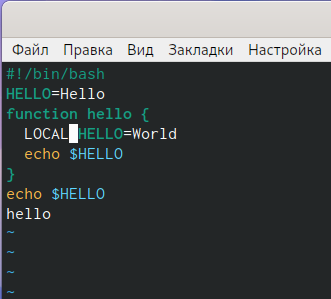 Файл Правка Вид Закладки Настройка
#!/bin/bash
HELLO=Hello
function hello {
  LOCAL HELLO=World
  echo $HELLO
}
echo $HELLO
hello
~
~
~
~